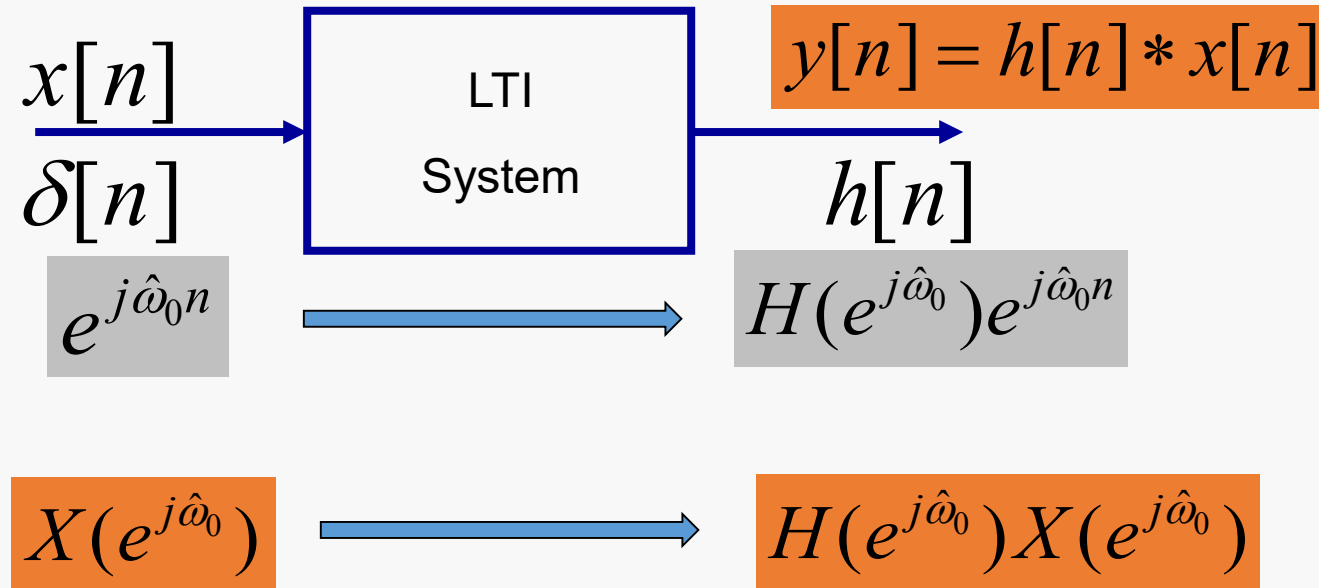 x[n]
δ[n]
LTI
System
y[n] = h[n] * x[n]
h[n]
e^{jω̂₀n}
H(e^{jω̂₀})e^{jω̂₀n}
X(e^{jω̂₀})
H(e^{jω̂₀})X(e^{jω̂₀})